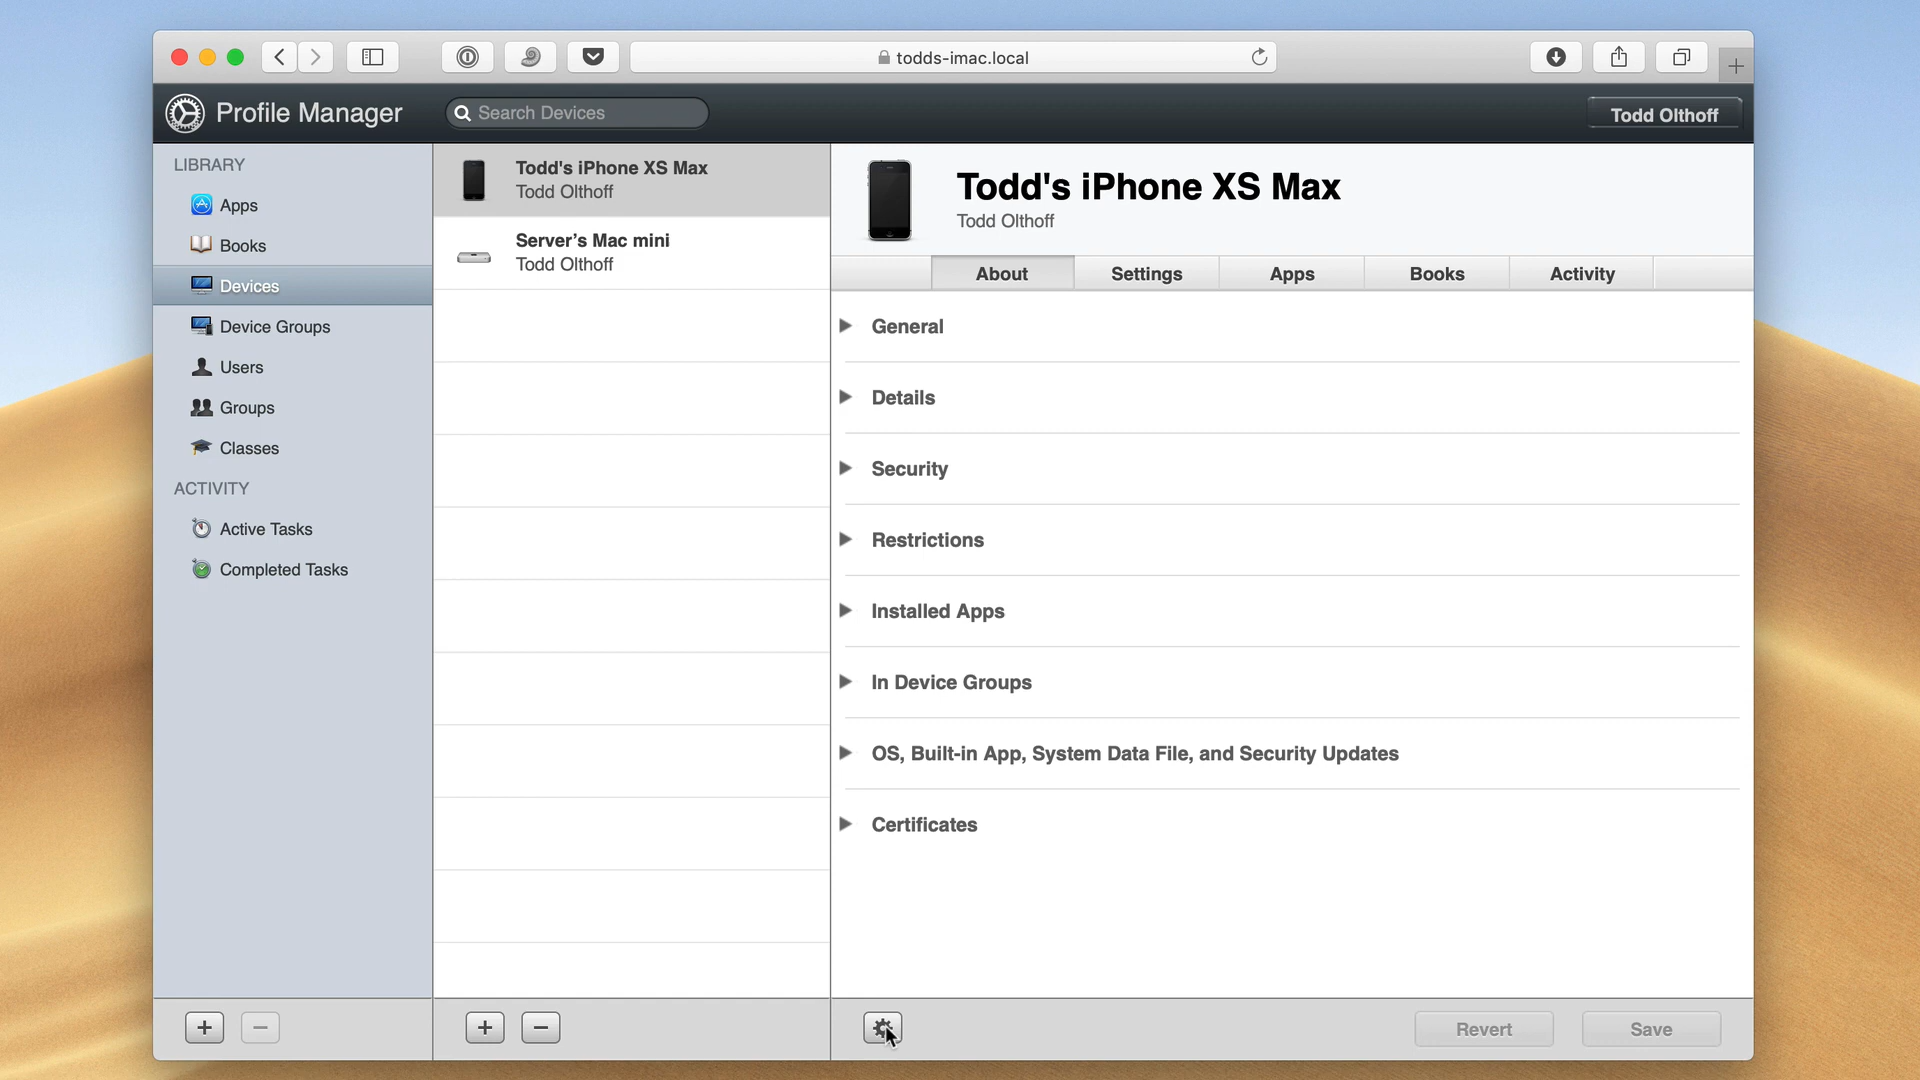 todds-imac.local
Profile Manager
Search Devices
Todd Olthoff
LIBRARY
Apps
Books
Devices
Device Groups
Users
Groups
Classes
ACTIVITY
Active Tasks
Completed Tasks
Todd's iPhone XS Max
Todd Olthoff
Server’s Mac mini
Todd Olthoff
Todd's iPhone XS Max
Todd Olthoff
About
Settings
Apps
Books
Activity
General
Details
Security
Restrictions
Installed Apps
In Device Groups
OS, Built-in App, System Data File, and Security Updates
Certificates
Revert
Save